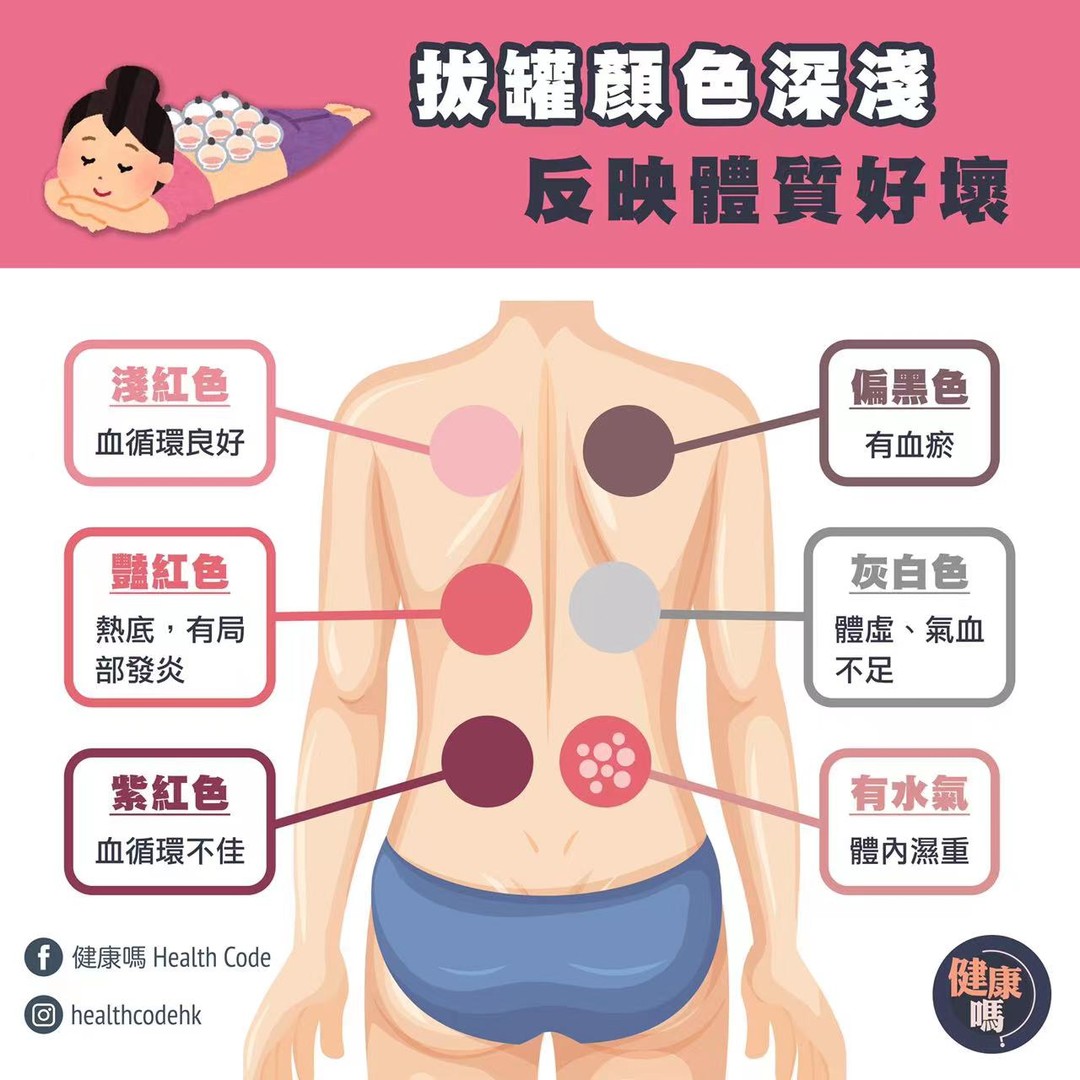 拔罐顏色深淺
反映體質好壞
淺紅色
血循環良好
偏黑色
有血瘀
豔紅色
熱底，有局
部發炎
灰白色
體虛、氣血
不足
紫紅色
血循環不佳
有水氣
體內濕重
健康嗎 Health Code
healthcodehk
健康
嗎?